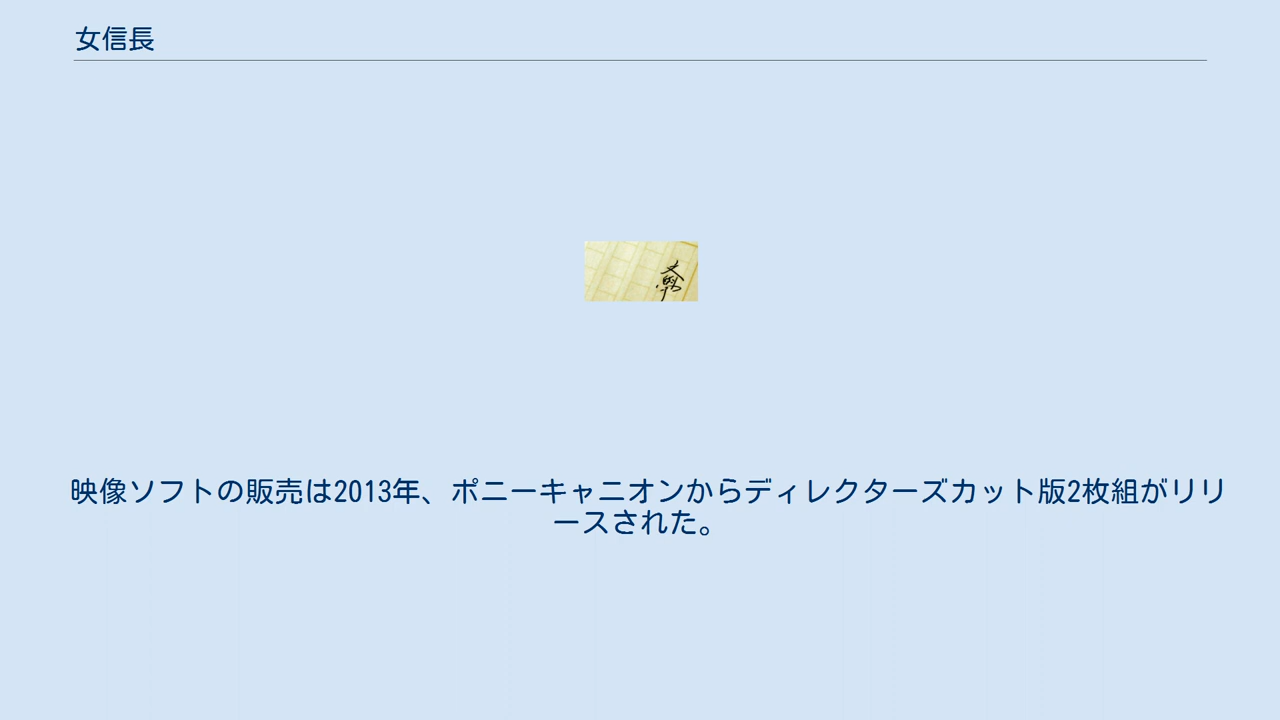 女信長
映像ソフトの販売は2013年、ポニーキャニオンからディレクターズカット版2枚組がリリ
ースされた。